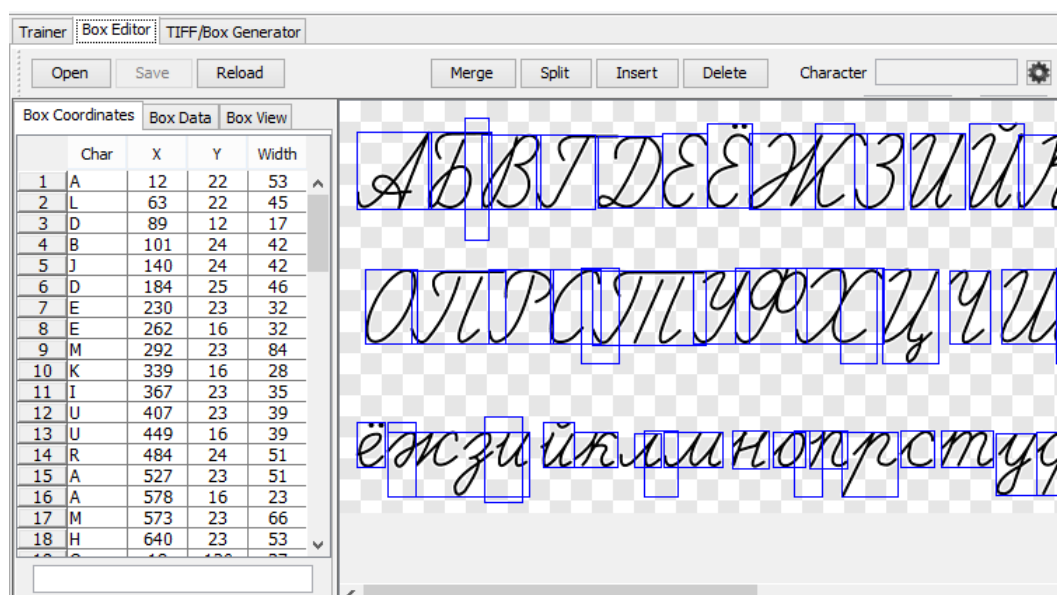 Trainer Box Editor TIFF/Box Generator
Open Save Reload Merge Split Insert Delete Character
Box Coordinates Box Data Box View
Char X Y Width
1 A 12 22 53
2 L 63 22 45
3 D 89 12 17
4 B 101 24 42
5 J 140 24 42
6 D 184 25 46
7 E 230 23 32
8 E 262 16 32
9 M 292 23 84
10 K 339 16 28
11 I 367 23 35
12 U 407 23 39
13 U 449 16 39
14 R 484 24 51
15 A 527 23 51
16 A 578 16 23
17 M 573 23 66
18 H 640 23 53
А Б В Г Д Е Ё Ж З И Й
О П Р С Т У Ф Х Ц Ч
ё ж з и й к л м н о п р с т у